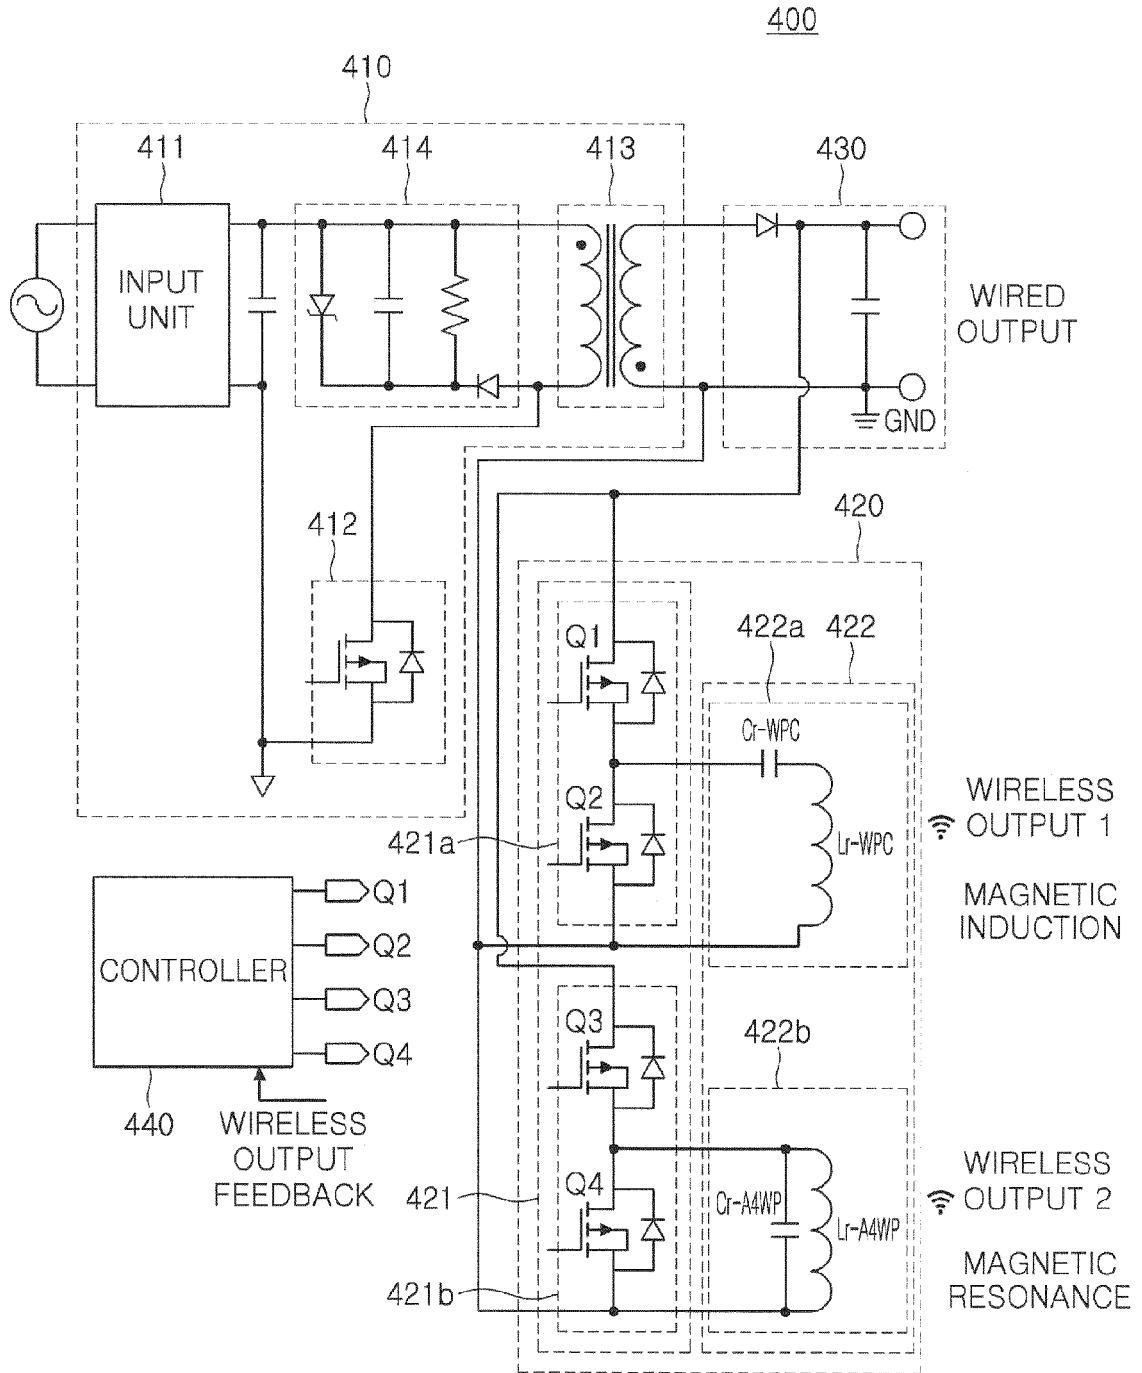 400
410
411
414
413
430
INPUT
UNIT
WIRED
OUTPUT
GND
412
420
Q1
422a
422
Cr-WPC
Q2
421a
Lr-WPC
WIRELESS
OUTPUT 1
MAGNETIC
INDUCTION
CONTROLLER
Q1
Q2
Q3
Q4
440
WIRELESS
OUTPUT
FEEDBACK
Q3
422b
421
Q4
Cr-A4WP
Lr-A4WP
421b
WIRELESS
OUTPUT 2
MAGNETIC
RESONANCE